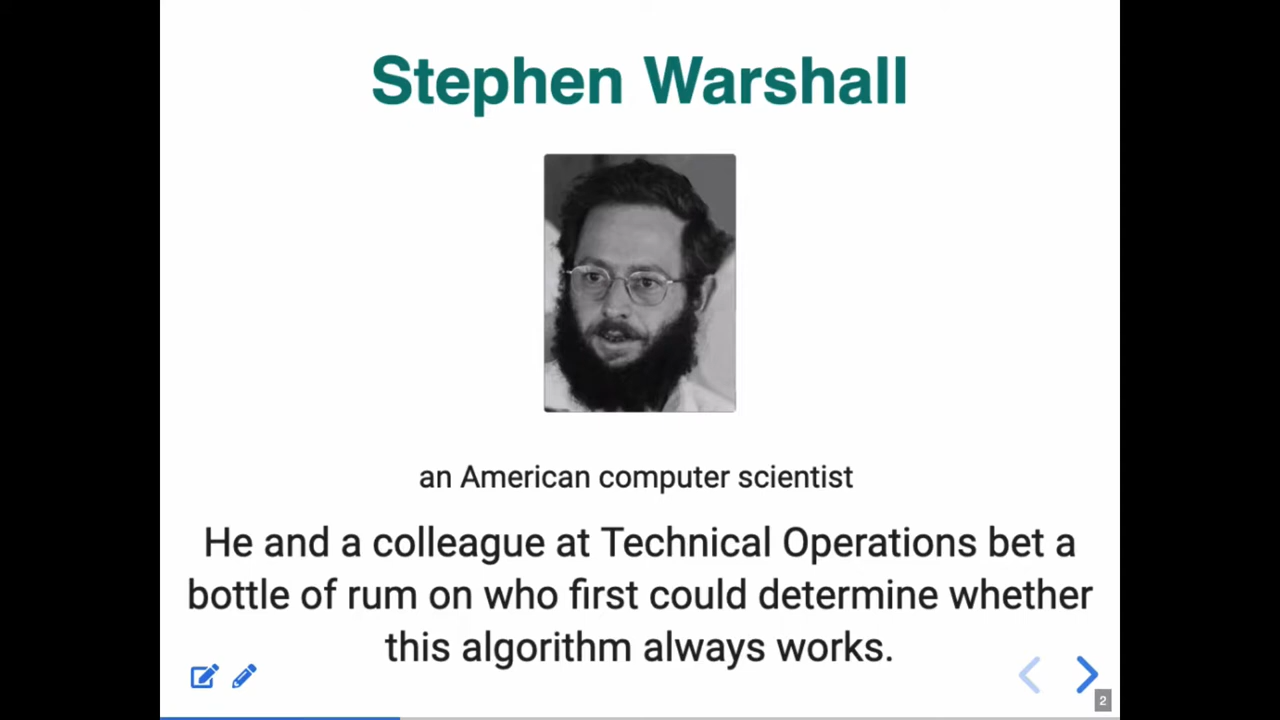 Stephen Warshall
an American computer scientist
He and a colleague at Technical Operations bet a
bottle of rum on who first could determine whether
this algorithm always works.
2